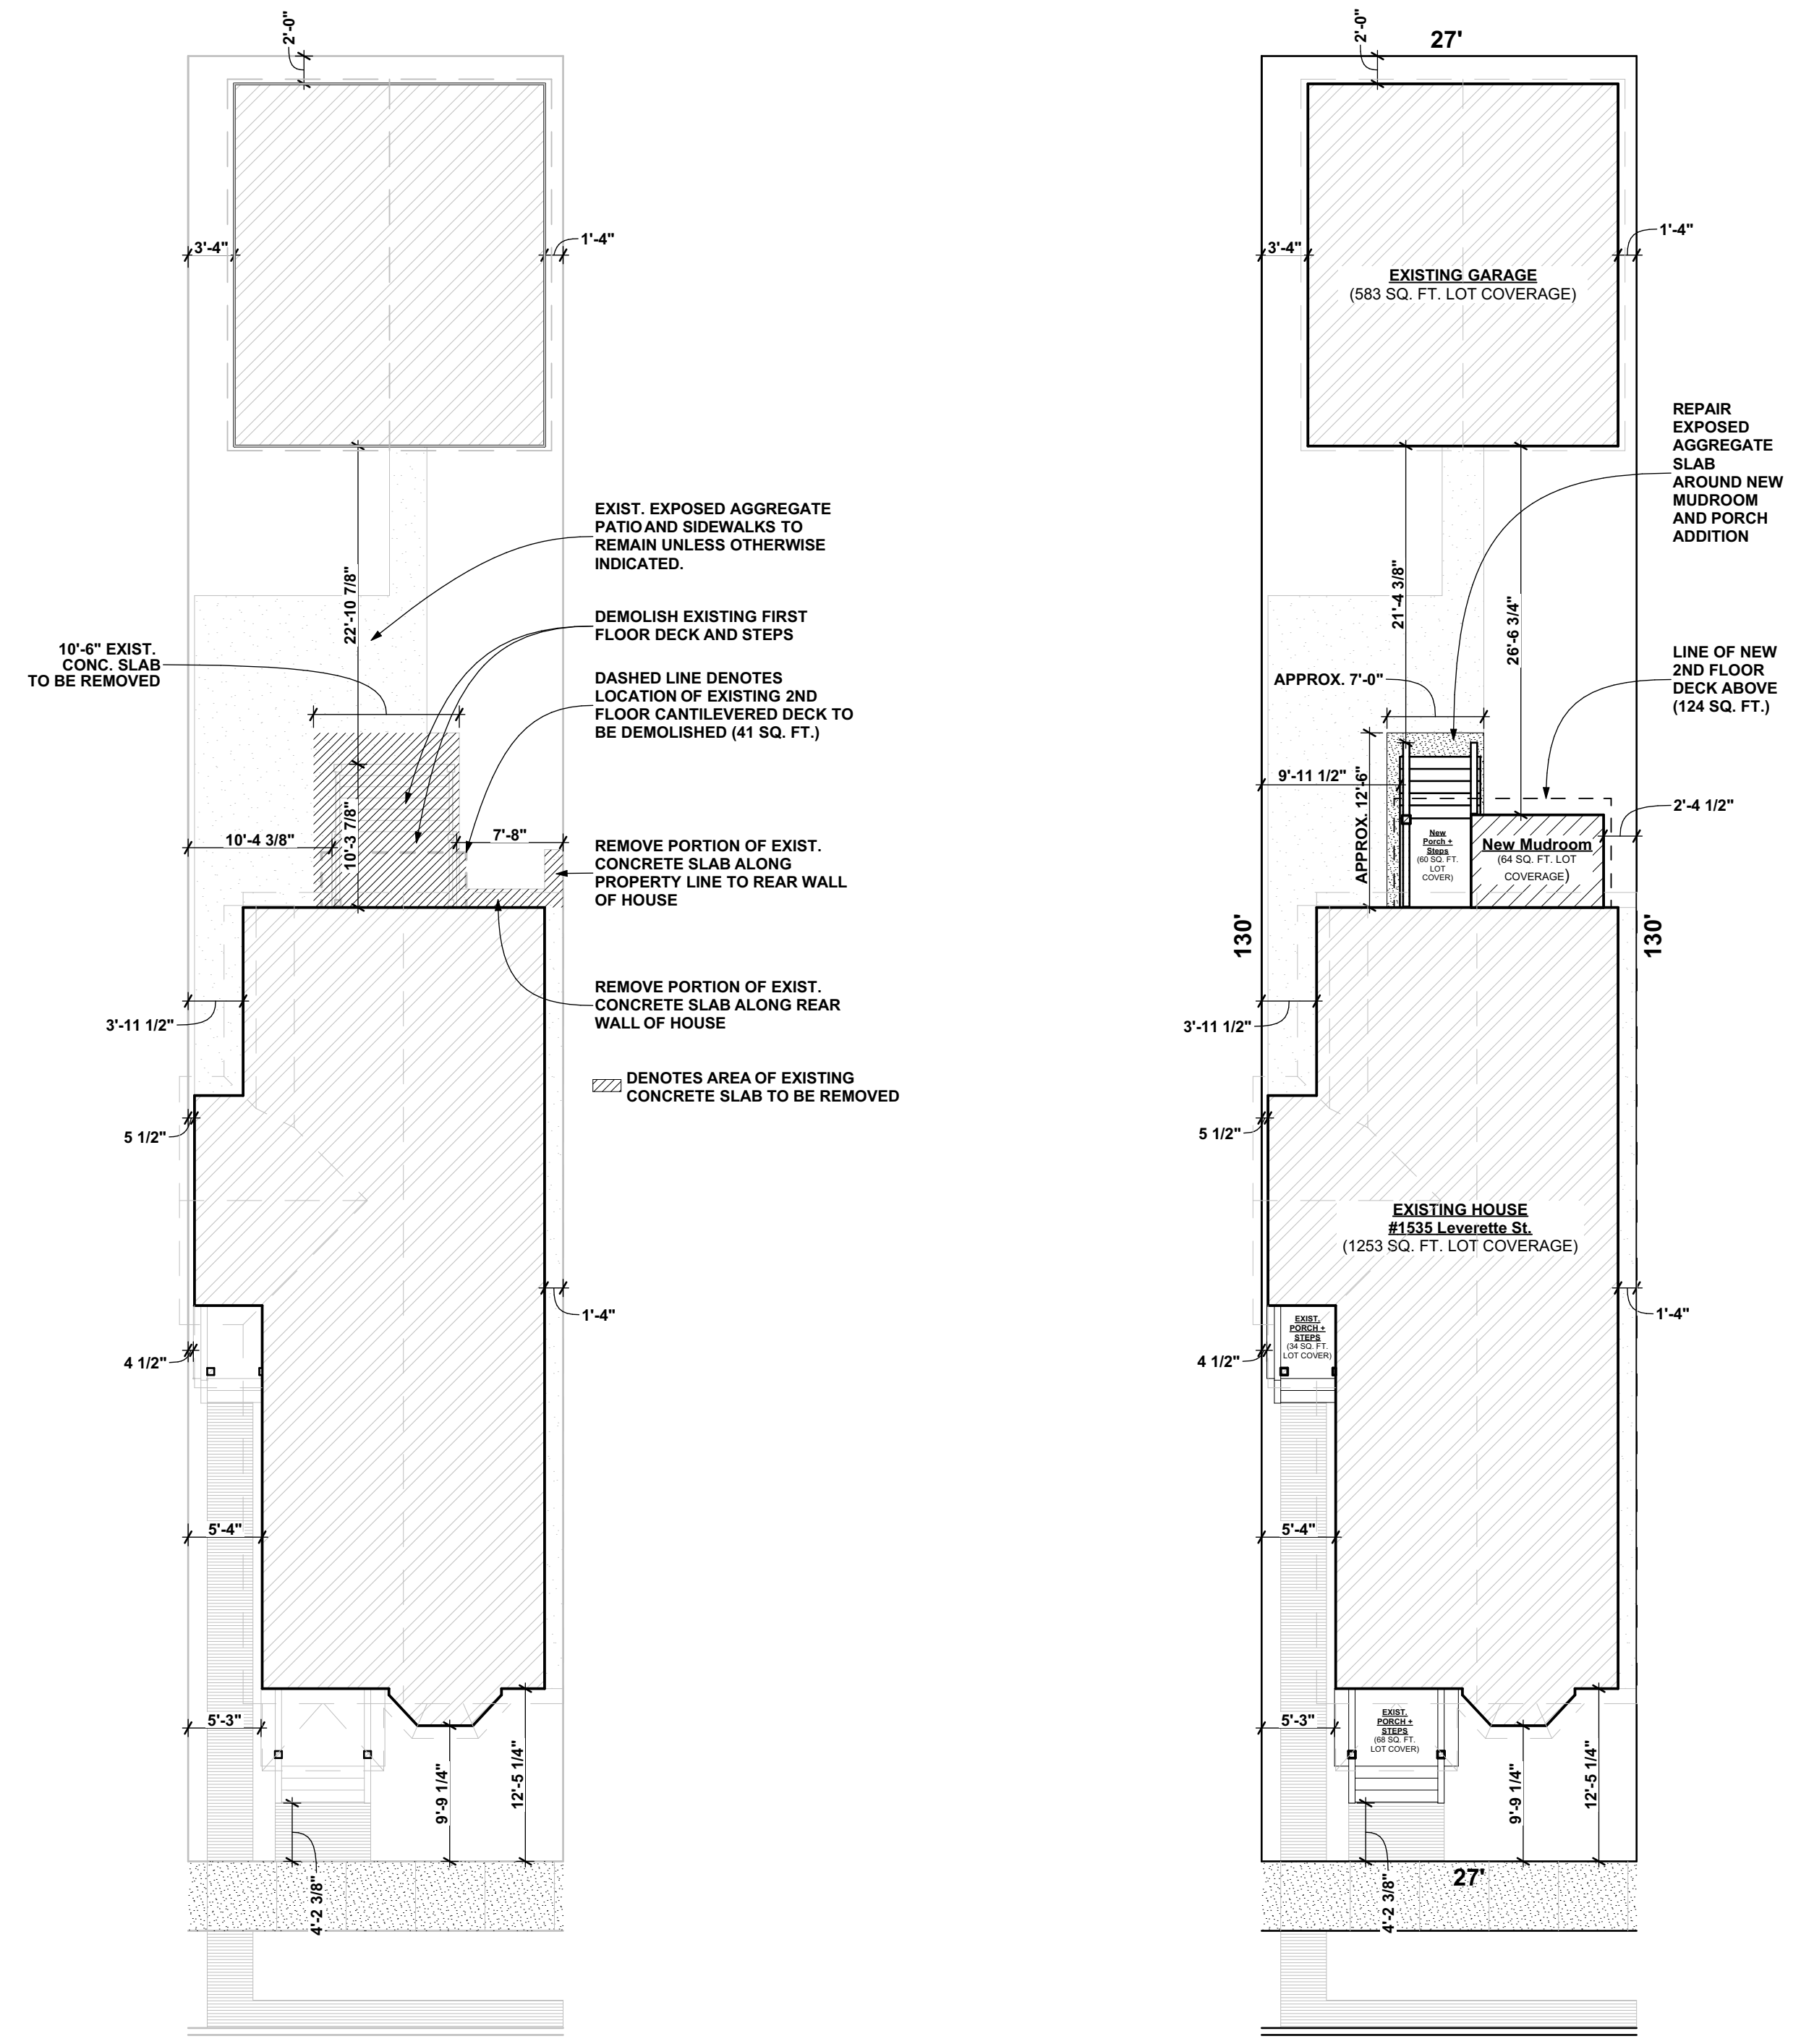 2'-0"
3'-4"
1'-4"
EXIST. EXPOSED AGGREGATE
PATIO AND SIDEWALKS TO
REMAIN UNLESS OTHERWISE
INDICATED.
22'-10 7/8"
DEMOLISH EXISTING FIRST
FLOOR DECK AND STEPS
10'-6" EXIST.
CONC. SLAB
TO BE REMOVED
DASHED LINE DENOTES
LOCATION OF EXISTING 2ND
FLOOR CANTILEVERED DECK TO
BE DEMOLISHED (41 SQ. FT.)
10'-3 7/8"
10'-4 3/8"
7'-8"
REMOVE PORTION OF EXIST.
CONCRETE SLAB ALONG
PROPERTY LINE TO REAR WALL
OF HOUSE
REMOVE PORTION OF EXIST.
CONCRETE SLAB ALONG REAR
WALL OF HOUSE
3'-11 1/2"
DENOTES AREA OF EXISTING
CONCRETE SLAB TO BE REMOVED
5 1/2"
1'-4"
4 1/2"
5'-4"
5'-3"
9'-9 1/4"
12'-5 1/4"
4'-2 3/8"
2'-0"
27'
3'-4"
1'-4"
EXISTING GARAGE
(583 SQ. FT. LOT COVERAGE)
REPAIR
EXPOSED
AGGREGATE
SLAB
AROUND NEW
MUDROOM
AND PORCH
ADDITION
21'-4 3/8"
26'-6 3/4"
LINE OF NEW
2ND FLOOR
DECK ABOVE
(124 SQ. FT.)
APPROX. 7'-0"
9'-11 1/2"
APPROX. 12'-6"
2'-4 1/2"
New
Porch +
Steps
(60 SQ. FT.
LOT
COVER)
New Mudroom
(64 SQ. FT. LOT
COVERAGE)
130'
130'
3'-11 1/2"
5 1/2"
EXISTING HOUSE
#1535 Leverette St.
(1253 SQ. FT. LOT COVERAGE)
1'-4"
EXIST.
PORCH +
STEPS
(34 SQ. FT.
LOT COVER)
4 1/2"
5'-4"
5'-3"
EXIST.
PORCH +
STEPS
(68 SQ. FT.
LOT COVER)
9'-9 1/4"
12'-5 1/4"
27'
4'-2 3/8"